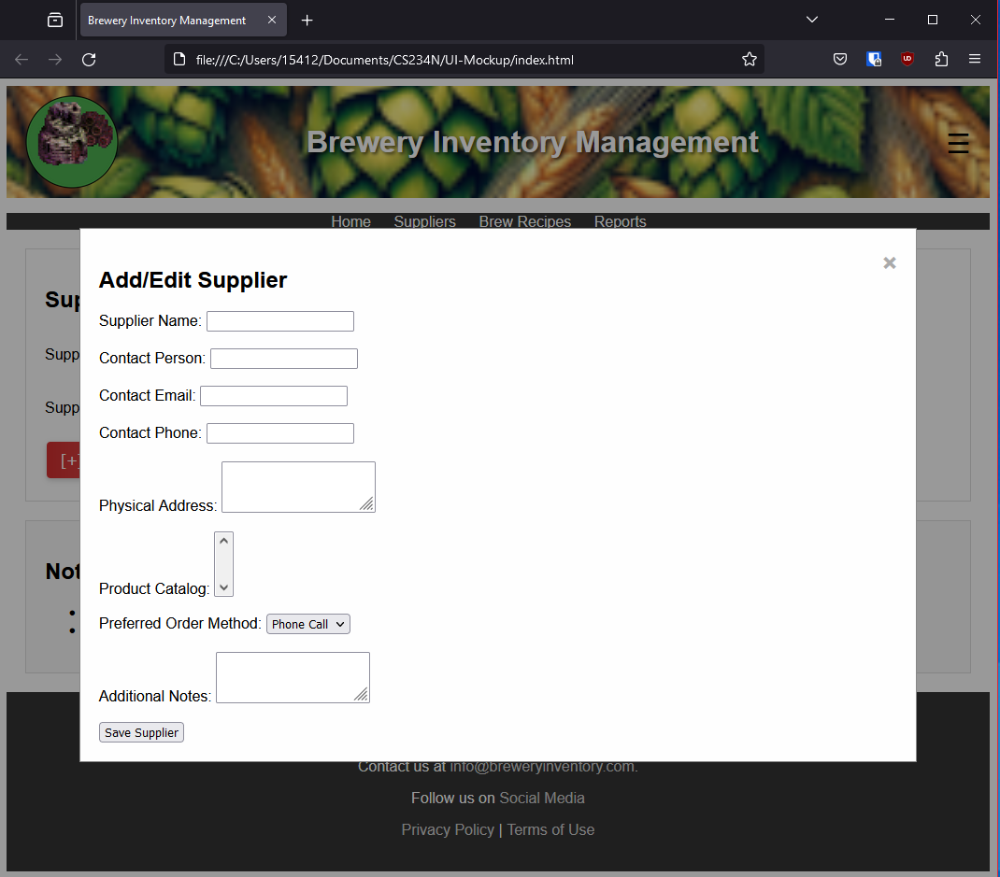 Brewery Inventory Management
file:///C:/Users/15412/Documents/CS234N/UI-Mockup/index.html
UD
Brewery Inventory Management
Home Suppliers Brew Recipes Reports
Sup
Supp
Supp
[+]
Not
Add/Edit Supplier
Supplier Name:
Contact Person:
Contact Email:
Contact Phone:
Physical Address:
Product Catalog:
Preferred Order Method: Phone Call
Additional Notes:
Save Supplier
Contact us at info@breweryinventory.com.
Follow us on Social Media
Privacy Policy | Terms of Use